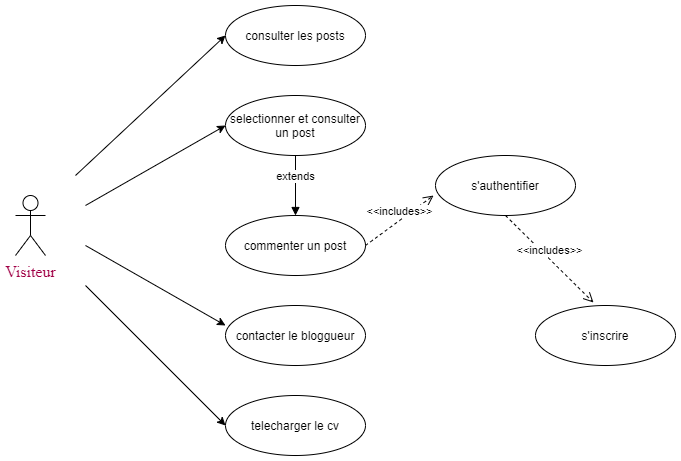 consulter les posts
selectionner et consulter
un post
extends
s'authentifier
<<includes>>
commenter un post
<<includes>>
Visiteur
contacter le bloggueur
s'inscrire
telecharger le cv